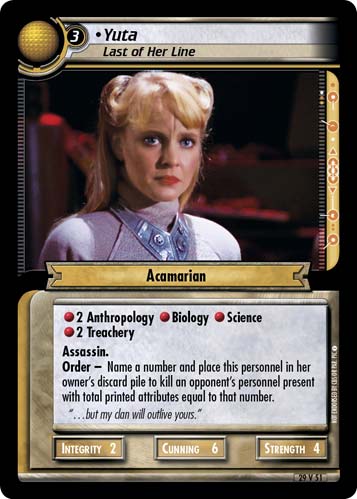 3 • Yuta
Last of Her Line
Acamarian
• 2 Anthropology • Biology • Science
• 2 Treachery
Assassin.
Order – Name a number and place this personnel in her
owner's discard pile to kill an opponent's personnel present
with total printed attributes equal to that number.
"...but my clan will outlive yours."
INTEGRITY 2 CUNNING 6 STRENGTH 4
29 V 51